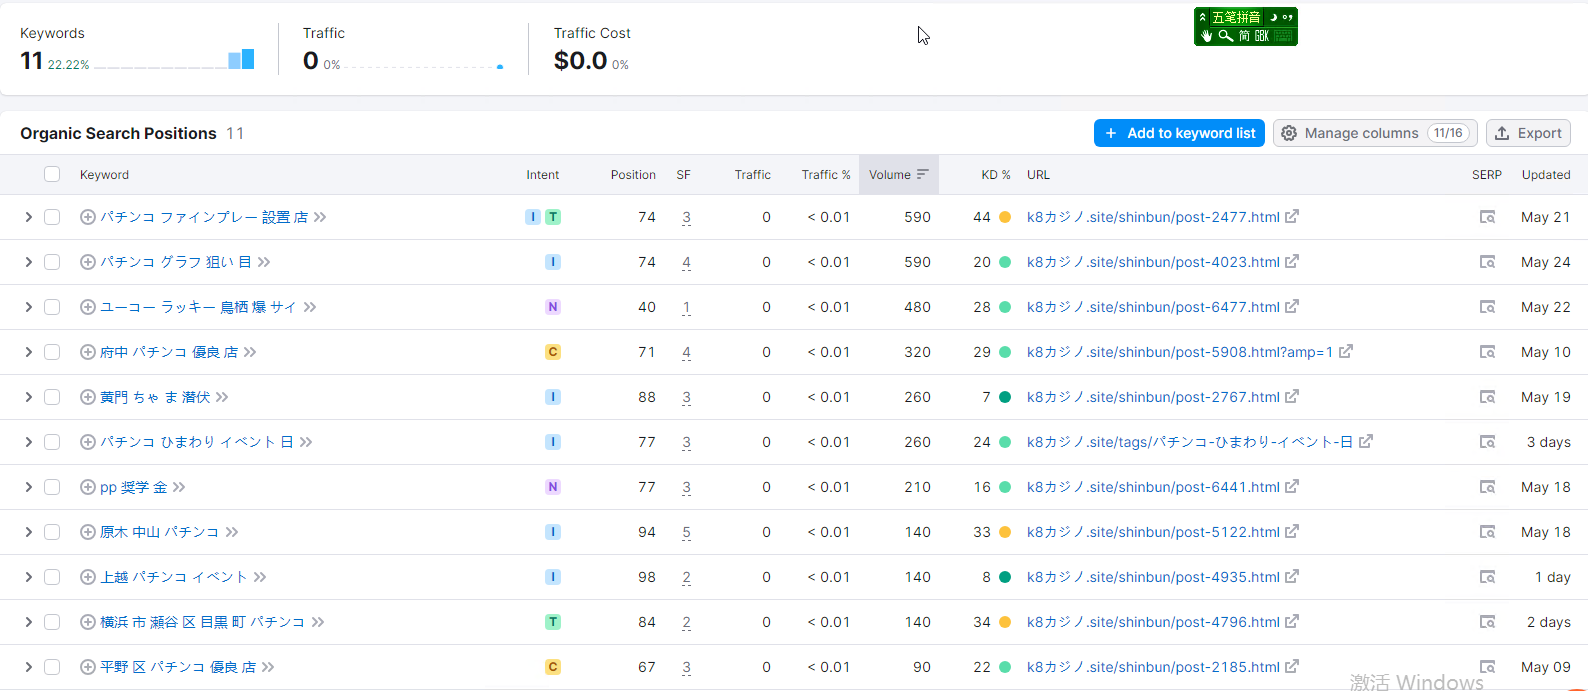 Keywords Traffic Traffic Cost
11 22.22% 0 0% $0.0 0%
五笔拼音
简 GBK
Organic Search Positions 11
+ Add to keyword list Manage columns 11/16 Export
Keyword Intent Position SF Traffic Traffic % Volume KD % URL SERP Updated
パチンコ ファインプレー 設置 店 I T 74 3 0 < 0.01 590 44 k8カジノ.site/shinbun/post-2477.html May 21
パチンコ グラフ 狙い 目 I 74 4 0 < 0.01 590 20 k8カジノ.site/shinbun/post-4023.html May 24
ユーコー ラッキー 鳥栖 爆 サイ N 40 1 0 < 0.01 480 28 k8カジノ.site/shinbun/post-6477.html May 22
府中 パチンコ 優良 店 C 71 4 0 < 0.01 320 29 k8カジノ.site/shinbun/post-5908.html?amp=1 May 10
黄門 ちゃ ま 潜伏 I 88 3 0 < 0.01 260 7 k8カジノ.site/shinbun/post-2767.html May 19
パチンコ ひまわり イベント 日 I 77 3 0 < 0.01 260 24 k8カジノ.site/tags/パチンコ-ひまわり-イベント-日 3 days
pp 奨学 金 N 77 3 0 < 0.01 210 16 k8カジノ.site/shinbun/post-6441.html May 18
原木 中山 パチンコ I 94 5 0 < 0.01 140 33 k8カジノ.site/shinbun/post-5122.html May 18
上越 パチンコ イベント I 98 2 0 < 0.01 140 8 k8カジノ.site/shinbun/post-4935.html 1 day
横浜 市 瀬谷 区 目黒 町 パチンコ T 84 2 0 < 0.01 140 34 k8カジノ.site/shinbun/post-4796.html 2 days
平野 区 パチンコ 優良 店 C 67 3 0 < 0.01 90 22 k8カジノ.site/shinbun/post-2185.html May 09
激活 Windows